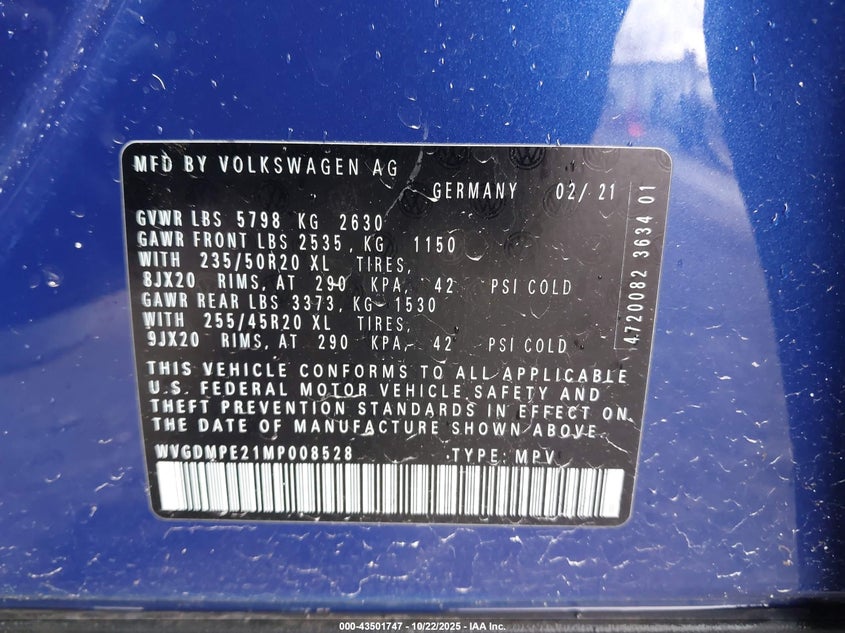 MFD BY VOLKSWAGEN AG
GERMANY 02/ 21
GVWR LBS 5798 KG 2630
GAWR FRONT LBS 2535, KG 1150
WITH 235/50R20 XL TIRES,
8JX20 RIMS, AT 290 KPA, 42 PSI COLD
GAWR REAR LBS 3373, KG 1530
WITH 255/45R20 XL TIRES,
9JX20 RIMS, AT 290 KPA, 42 PSI COLD
THIS VEHICLE CONFORMS TO ALL APPLICABLE
U.S. FEDERAL MOTOR VEHICLE SAFETY AND
THEFT PREVENTION STANDARDS IN EFFECT ON
THE DATE OF MANUFACTURE SHOWN ABOVE.
WVGDMPE21MP008528 TYPE: MPV
4720082 3634 01
000-43501747 - 10/22/2025 - IAA Inc.